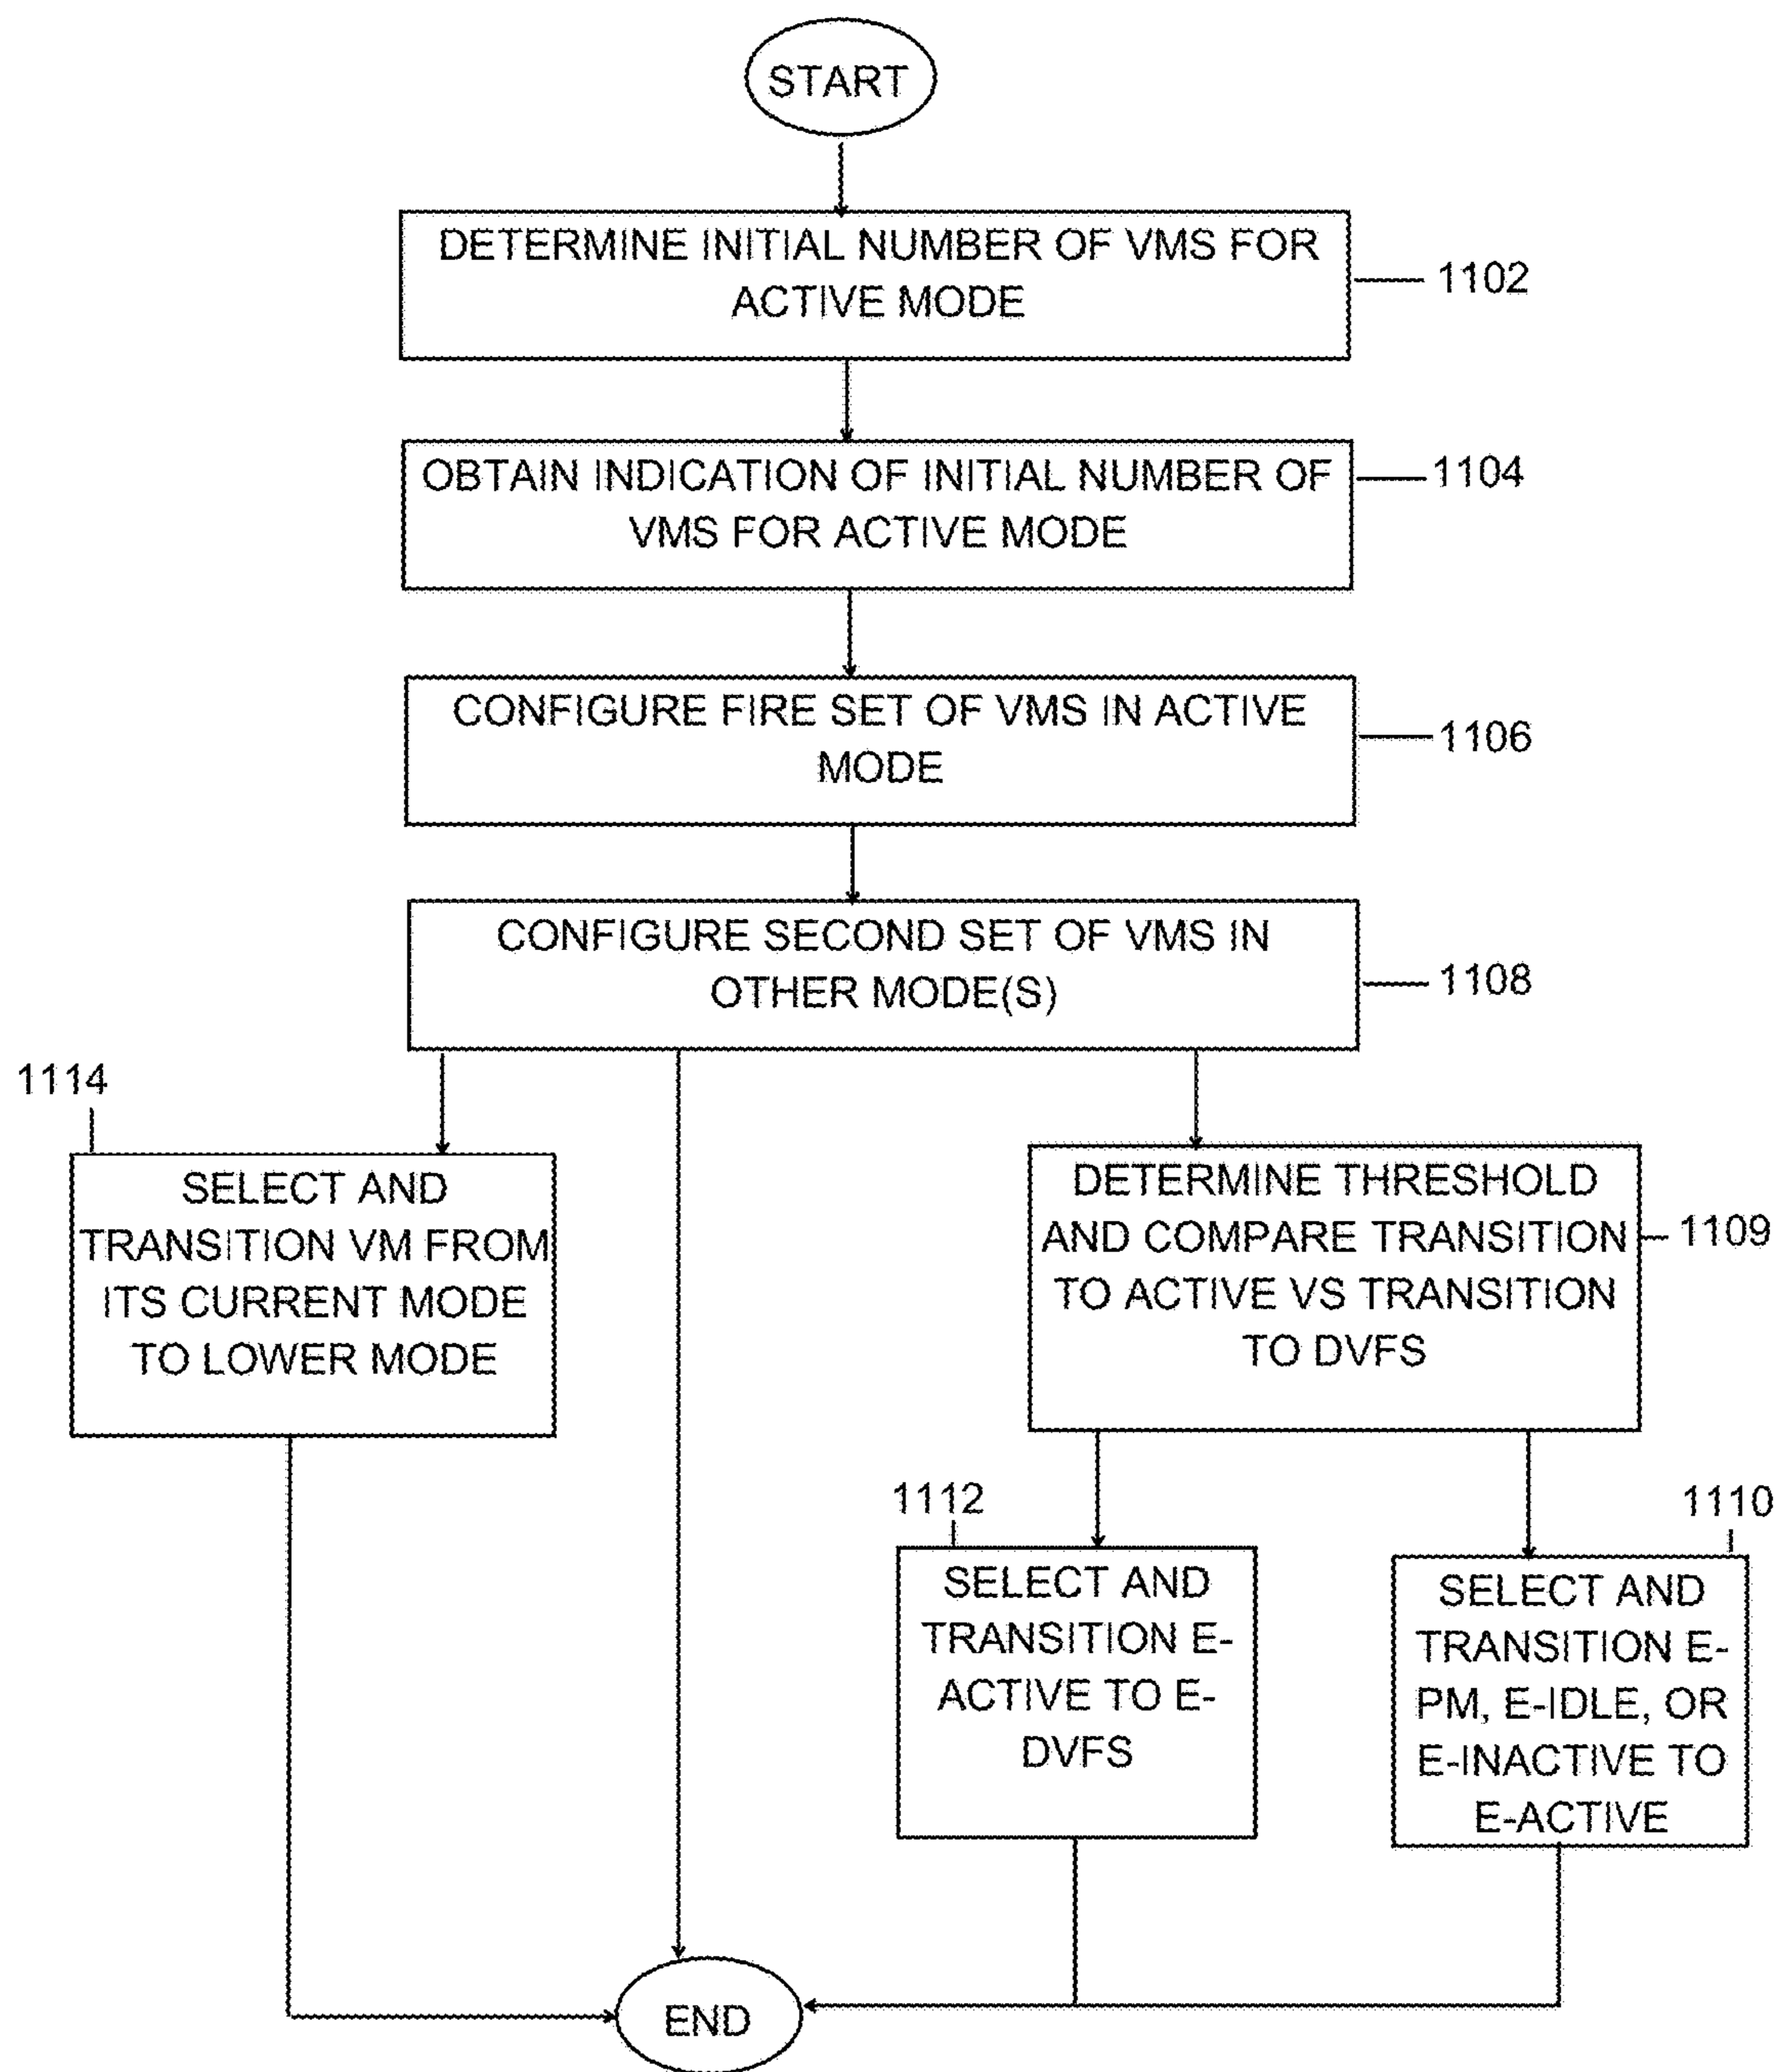 START
DETERMINE INITIAL NUMBER OF VMS FOR
ACTIVE MODE
1102
OBTAIN INDICATION OF INITIAL NUMBER OF
VMS FOR ACTIVE MODE
1104
CONFIGURE FIRE SET OF VMS IN ACTIVE
MODE
1106
CONFIGURE SECOND SET OF VMS IN
OTHER MODE(S)
1108
1114
SELECT AND
TRANSITION VM FROM
ITS CURRENT MODE
TO LOWER MODE
DETERMINE THRESHOLD
AND COMPARE TRANSITION
TO ACTIVE VS TRANSITION
TO DVFS
1109
1112
SELECT AND
TRANSITION E-
ACTIVE TO E-
DVFS
1110
SELECT AND
TRANSITION E-
PM, E-IDLE, OR
E-INACTIVE TO
E-ACTIVE
END